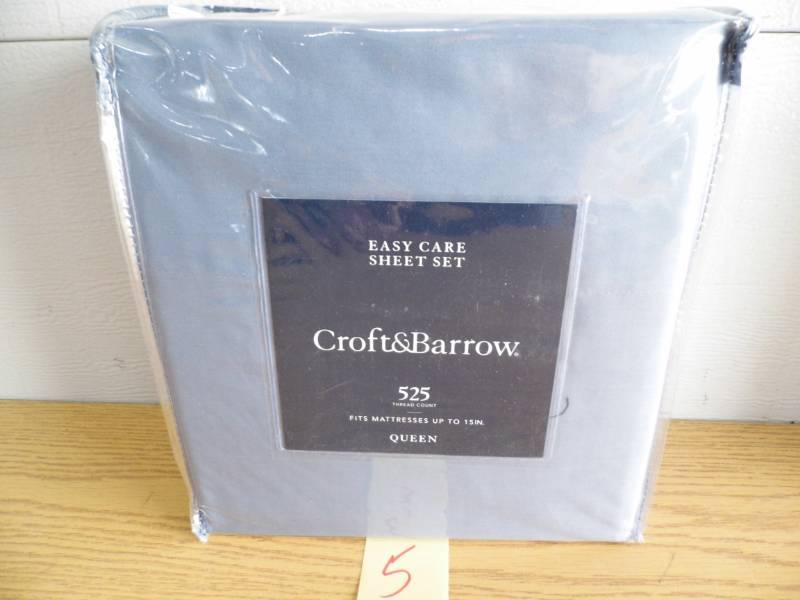 EASY CARE
SHEET SET
Croft&Barrow®
525
THREAD COUNT
FITS MATTRESSES UP TO 15IN.
QUEEN
5